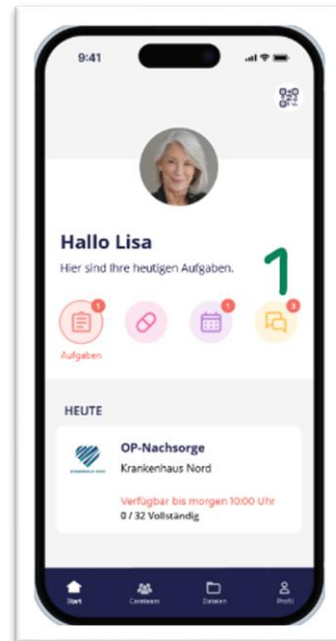 9:41
Hallo Lisa
Hier sind Ihre heutigen Aufgaben.
1
1
1
3
Aufgaben
HEUTE
OP-Nachsorge
Krankenhaus Nord
Verfügbar bis morgen 10:00 Uhr
0 / 32 Vollständig
Start
Careteam
Dateien
Profil